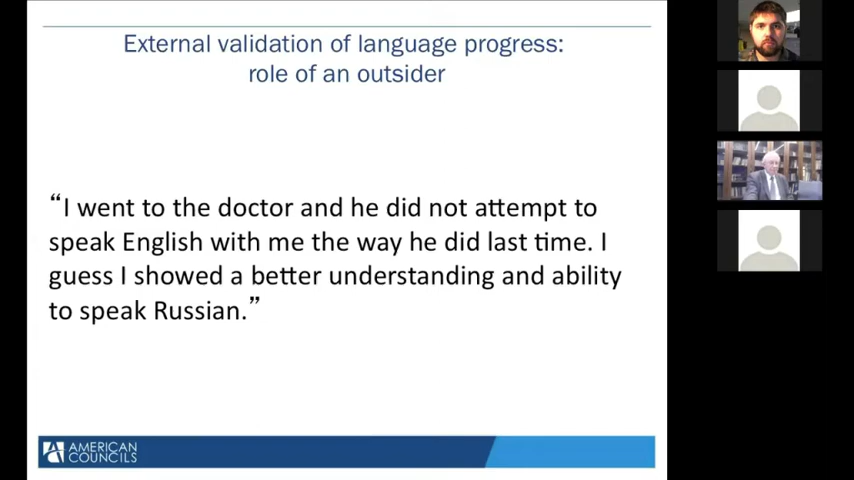 External validation of language progress:
role of an outsider
“I went to the doctor and he did not attempt to
speak English with me the way he did last time. I
guess I showed a better understanding and ability
to speak Russian.”
AMERICAN
COUNCILS